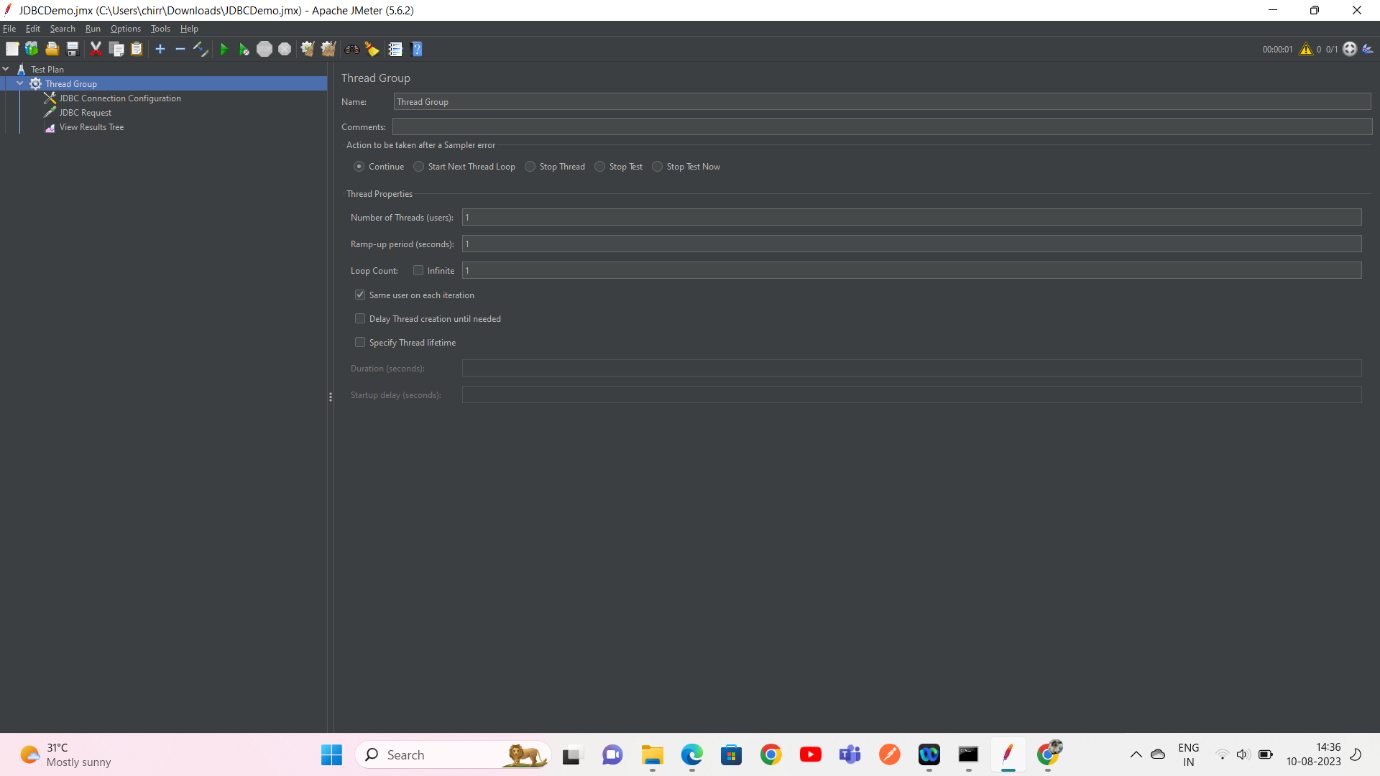 JDBCDemo.jmx (C:\Users\chirr\Downloads\JDBCDemo.jmx) - Apache JMeter (5.6.2)
File Edit Search Run Options Tools Help
00:00:01 0 0/1
Test Plan
Thread Group
JDBC Connection Configuration
JDBC Request
View Results Tree
Thread Group
Name: Thread Group
Comments:
Action to be taken after a Sampler error
Continue Start Next Thread Loop Stop Thread Stop Test Stop Test Now
Thread Properties
Number of Threads (users): 1
Ramp-up period (seconds): 1
Loop Count: Infinite 1
Same user on each iteration
Delay Thread creation until needed
Specify Thread lifetime
Duration (seconds):
Startup delay (seconds):
31°C
Mostly sunny
Search
ENG
IN
14:36
10-08-2023